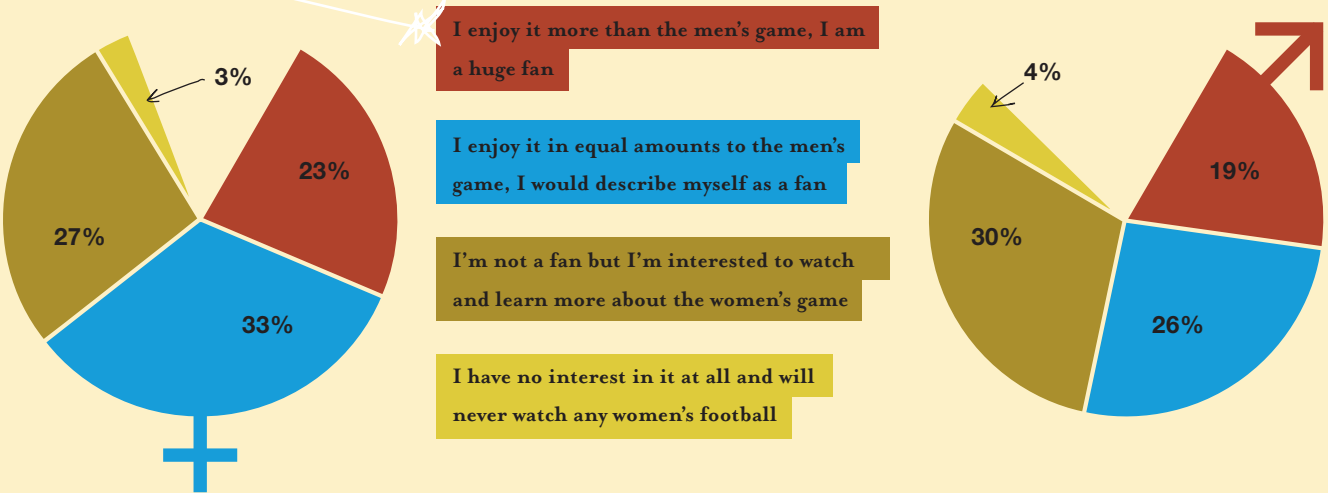 3%
23%
27%
33%
I enjoy it more than the men’s game, I am
a huge fan
I enjoy it in equal amounts to the men’s
game, I would describe myself as a fan
I’m not a fan but I’m interested to watch
and learn more about the women’s game
I have no interest in it at all and will
never watch any women’s football
4%
19%
30%
26%